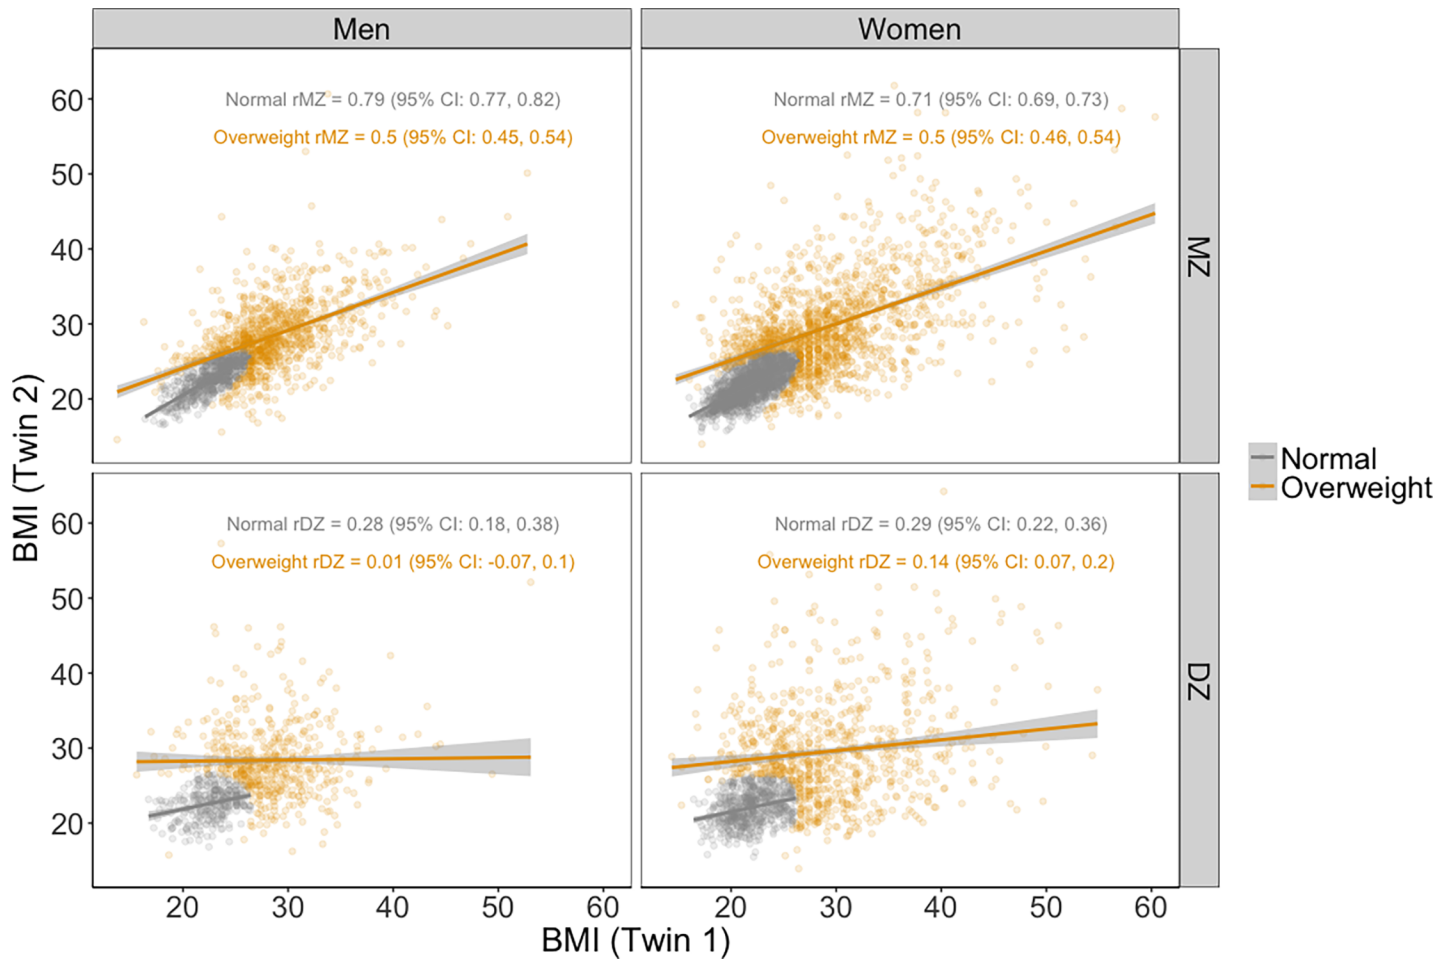 Men
Women
Normal rMZ = 0.79 (95% CI: 0.77, 0.82)
Overweight rMZ = 0.5 (95% CI: 0.45, 0.54)
Normal rMZ = 0.71 (95% CI: 0.69, 0.73)
Overweight rMZ = 0.5 (95% CI: 0.46, 0.54)
60
50
40
30
20
MZ
Normal rDZ = 0.28 (95% CI: 0.18, 0.38)
Overweight rDZ = 0.01 (95% CI: -0.07, 0.1)
Normal rDZ = 0.29 (95% CI: 0.22, 0.36)
Overweight rDZ = 0.14 (95% CI: 0.07, 0.2)
60
50
40
30
20
DZ
BMI (Twin 2)
20 30 40 50 60
20 30 40 50 60
BMI (Twin 1)
Normal
Overweight